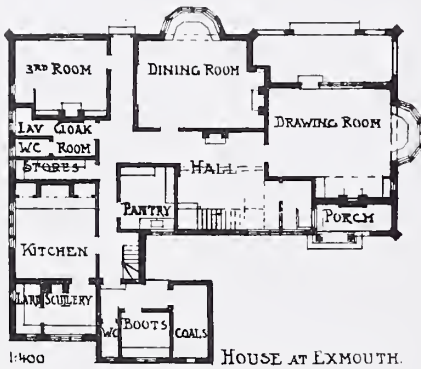 3RD ROOM
DINING ROOM
DRAWING ROOM
LAV CLOAK
WC ROOM
STORES
HALL
PANTRY
PORCH
KITCHEN
LARD SCULLERY
WC
BOOTS
COALS
1:400
HOUSE AT EXMOUTH.